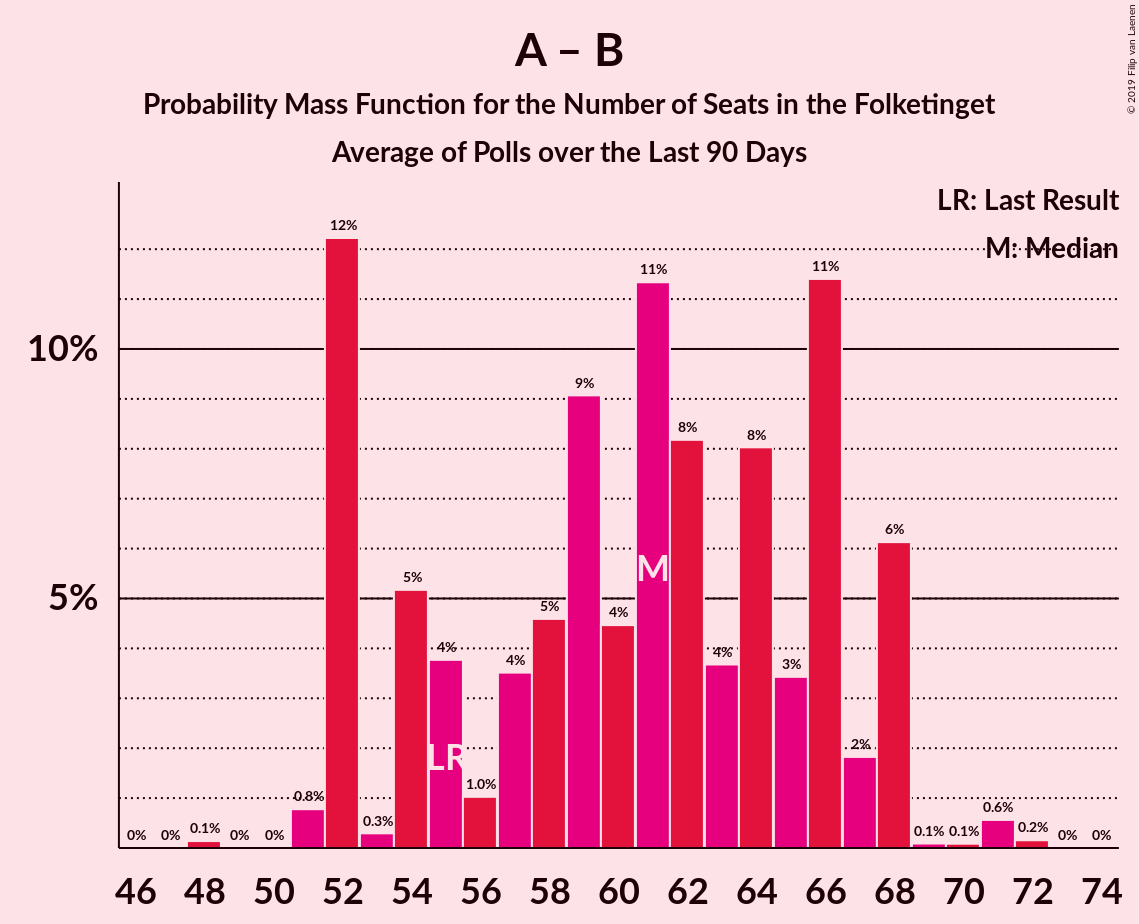 A – B
Probability Mass Function for the Number of Seats in the Folketinget
Average of Polls over the Last 90 Days
© 2019 Filip van Laenen
LR: Last Result
M: Median
10%
5%
0% 0% 0.1% 0% 0% 0.8% 12% 0.3% 5% 4% 1.0% 4% 5% 9% 4% 11% 8% 4% 8% 3% 11% 2% 6% 0.1% 0.1% 0.6% 0.2% 0% 0%
LR
M
46 48 50 52 54 56 58 60 62 64 66 68 70 72 74